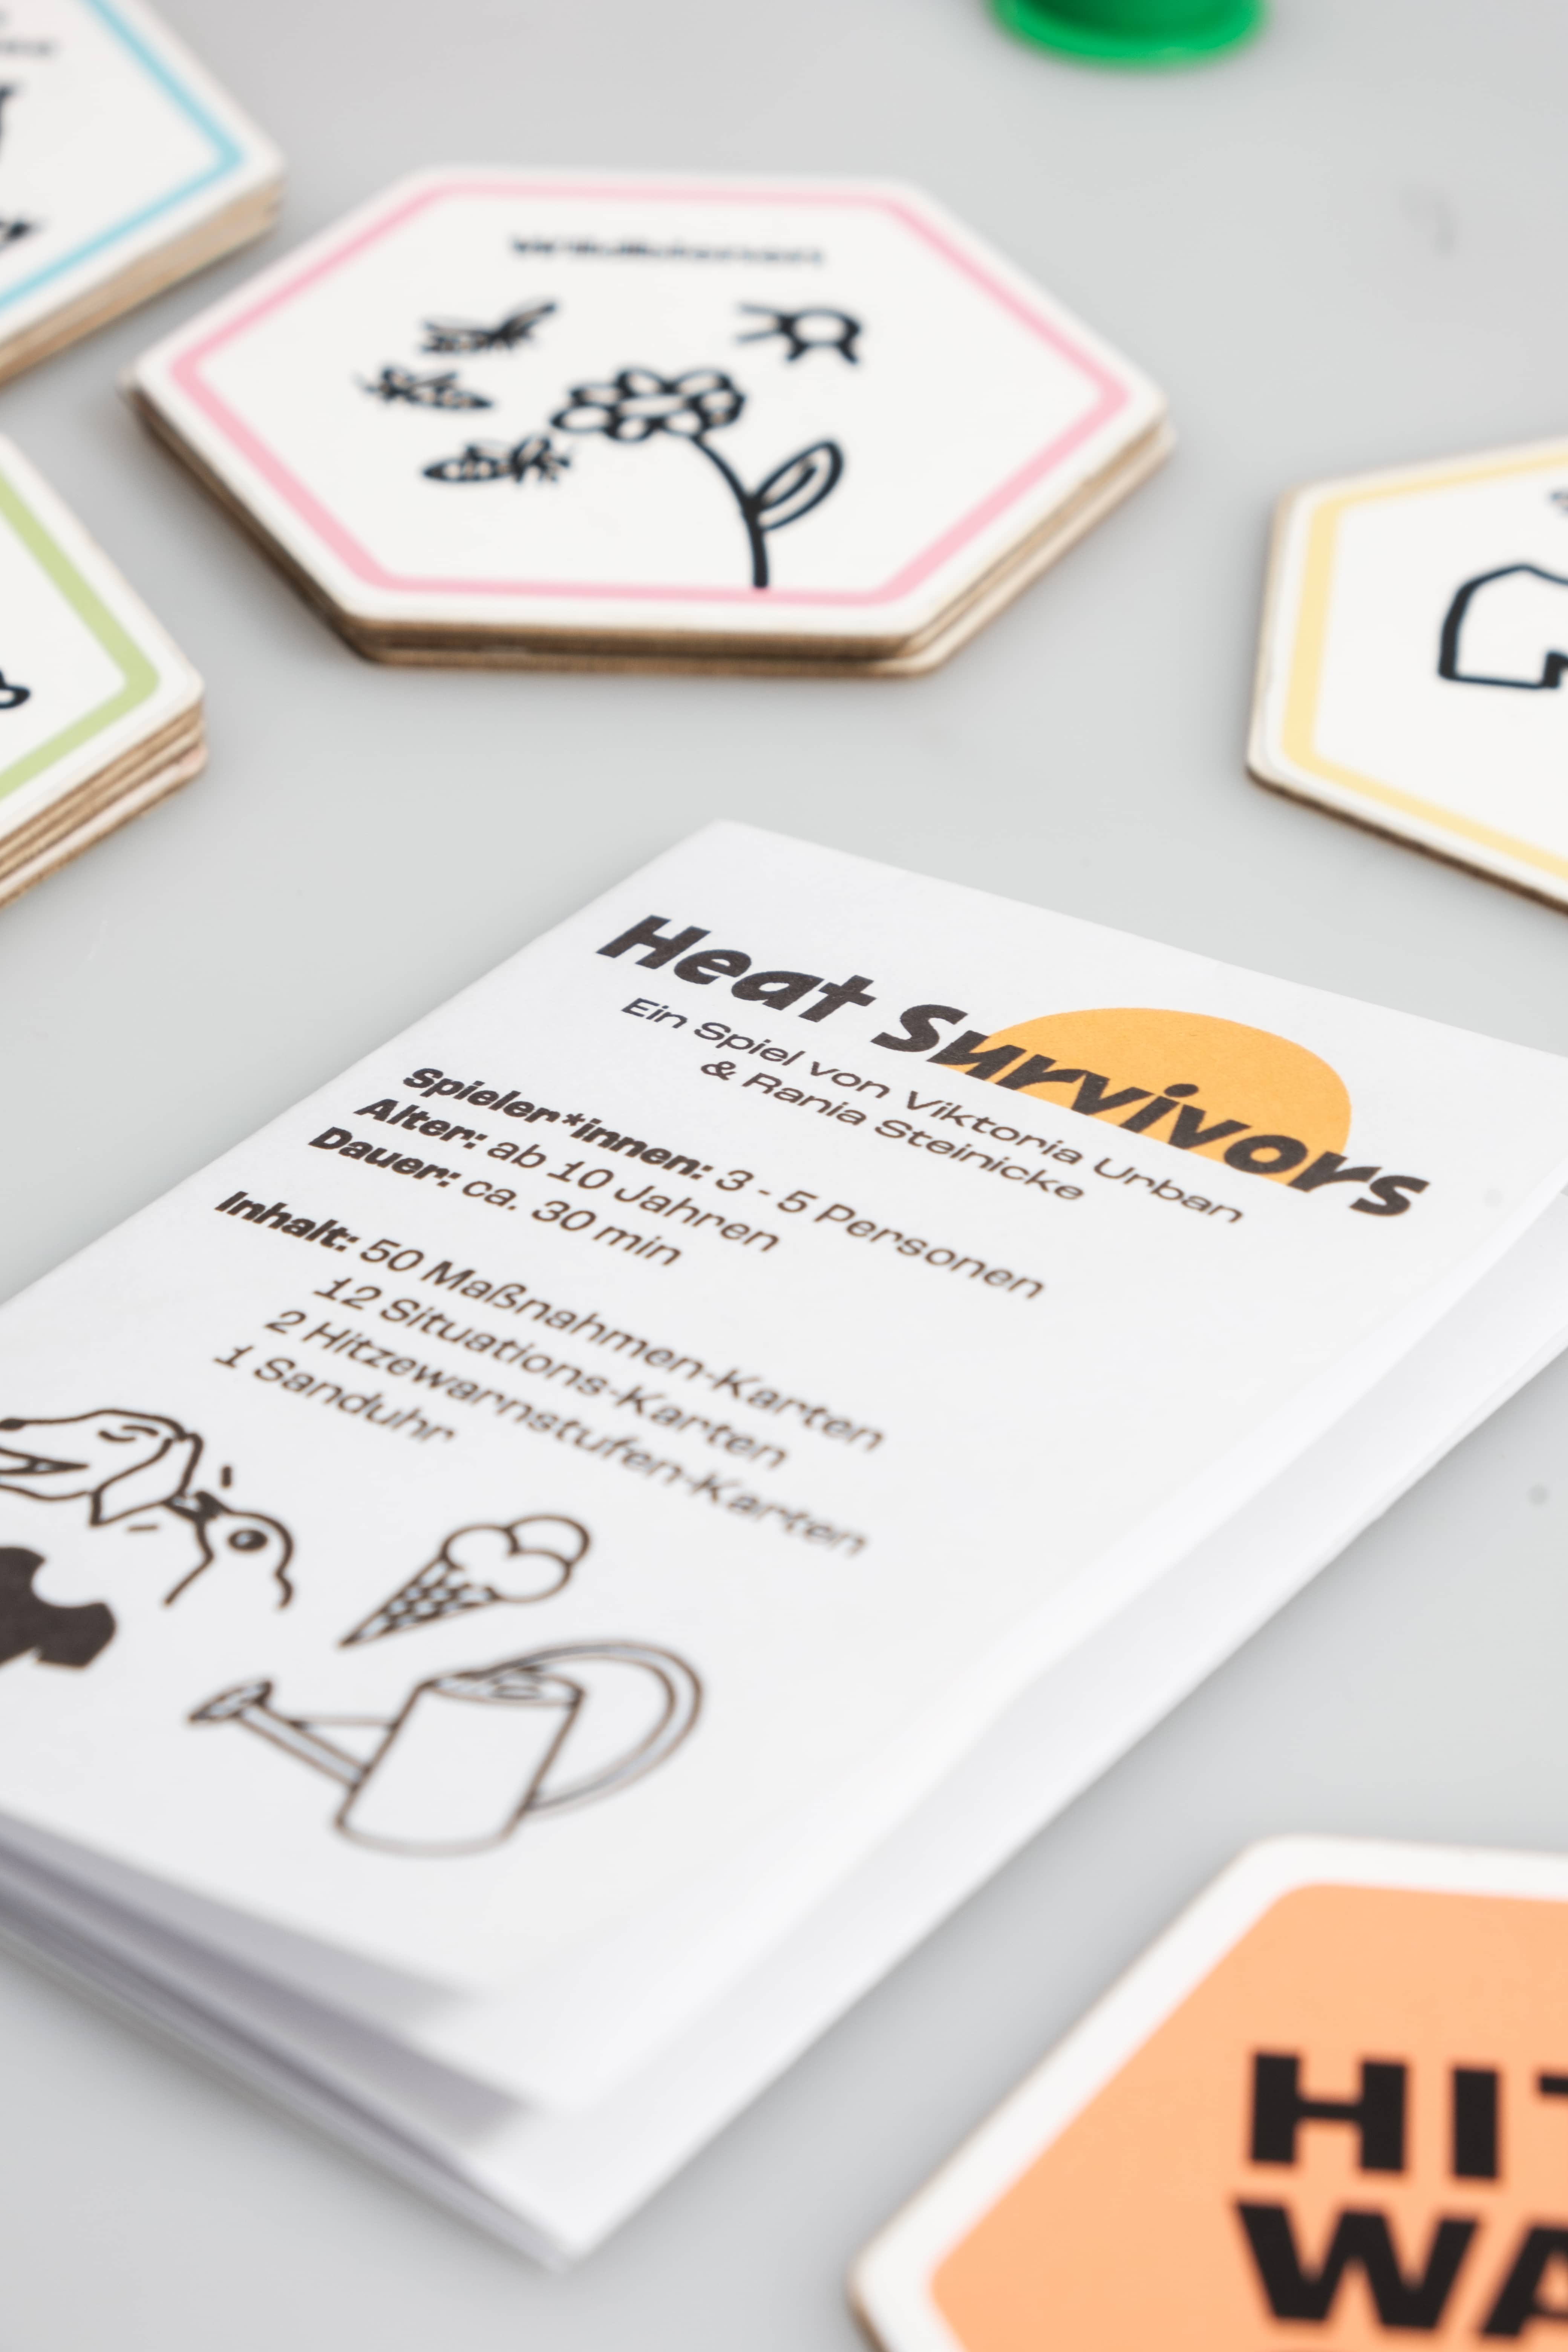 Heat Survivors
Ein Spiel von Viktoria Urban
& Rania Steinicke
Spieler*innen: 3 - 5 Personen
Alter: ab 10 Jahren
Dauer: ca. 30 min
Inhalt: 50 Maßnahmen-Karten
12 Situations-Karten
2 Hitzewarnstufen-Karten
1 Sanduhr
HIT
WA